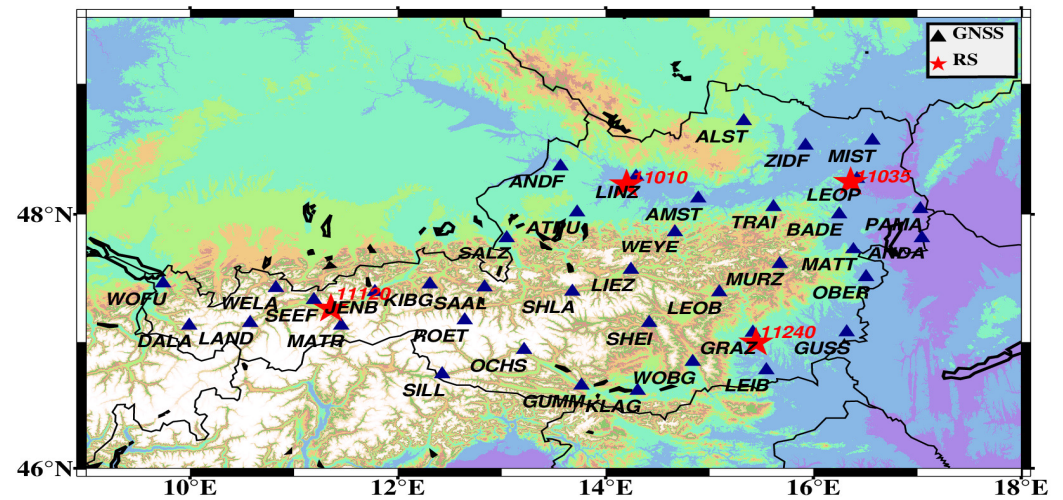 GNSS
RS
ALST
ZIDF
MIST
ANDF
LINZ
11010
LEOP
11035
AMST
TRAI
BADE
PAMA
SALZ
WEYE
MATT
WOFU
WELA
SEEF
11120
JENB
KIBG
SAAL
SHLA
LIEZ
MURZ
LEOB
OBER
DALA
LAND
MATR
ROET
SHEI
GRAZ
11240
GUSS
OCHS
SILL
GUMM
KLAG
WOBG
LEIB
48°N
46°N
10°E
12°E
14°E
16°E
18°E